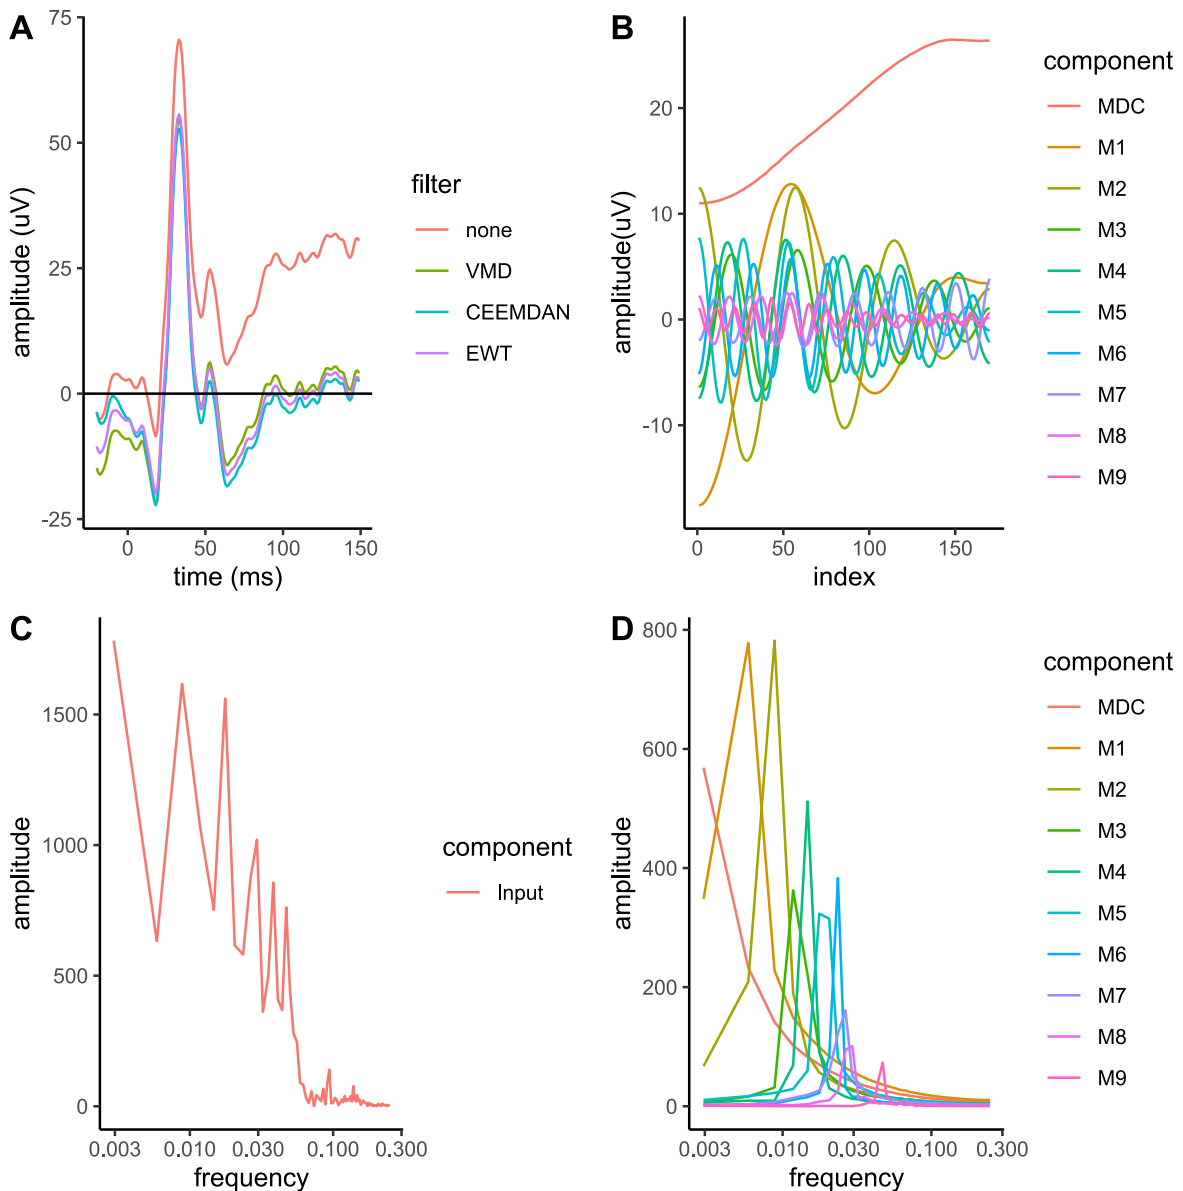 A
75
50
25
0
-25
amplitude (uV)
0
50
100
150
time (ms)
filter
none
VMD
CEEMDAN
EWT
B
20
10
0
-10
amplitude(uV)
0
50
100
150
index
component
MDC
M1
M2
M3
M4
M5
M6
M7
M8
M9
C
1500
1000
500
0
amplitude
0.003
0.010
0.030
0.100
0.300
frequency
component
Input
D
800
600
400
200
0
amplitude
0.003
0.010
0.030
0.100
0.300
frequency
component
MDC
M1
M2
M3
M4
M5
M6
M7
M8
M9